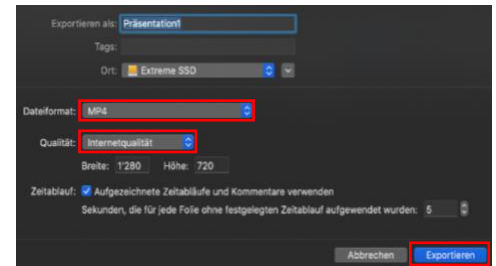 Exportieren als: Präsentation1
Tags:
Ort: Extreme SSD
Dateiformat: MP4
Qualität: Internetqualität
Breite: 1'280 Höhe: 720
Zeitablauf: Aufgezeichnete Zeitabläufe und Kommentare verwenden
Sekunden, die für jede Folie ohne festgelegten Zeitablauf aufgewendet wurden: 5
Abbrechen Exportieren